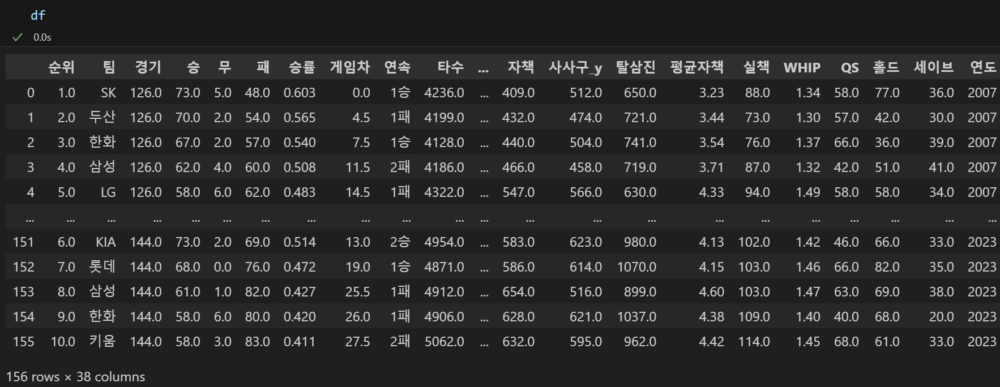 df
0.0s
순위 팀 경기 승 무 패 승률 게임차 연속 타수 ... 자책 사사구_y 탈삼진 평균자책 실책 WHIP QS 홀드 세이브 연도
0 1.0 SK 126.0 73.0 5.0 48.0 0.603 0.0 1승 4236.0 ... 409.0 512.0 650.0 3.23 88.0 1.34 58.0 77.0 36.0 2007
1 2.0 두산 126.0 70.0 2.0 54.0 0.565 4.5 1패 4199.0 ... 432.0 474.0 721.0 3.44 73.0 1.30 57.0 42.0 30.0 2007
2 3.0 한화 126.0 67.0 2.0 57.0 0.540 7.5 1승 4128.0 ... 440.0 504.0 741.0 3.54 76.0 1.37 66.0 36.0 39.0 2007
3 4.0 삼성 126.0 62.0 4.0 60.0 0.508 11.5 2패 4186.0 ... 466.0 458.0 719.0 3.71 87.0 1.32 42.0 51.0 41.0 2007
4 5.0 LG 126.0 58.0 6.0 62.0 0.483 14.5 1패 4322.0 ... 547.0 566.0 630.0 4.33 94.0 1.49 58.0 58.0 34.0 2007
... ... ... ... ... ... ... ... ... ... ... ... ... ... ... ... ... ... ... ... ... ...
151 6.0 KIA 144.0 73.0 2.0 69.0 0.514 13.0 2승 4954.0 ... 583.0 623.0 980.0 4.13 102.0 1.42 46.0 66.0 33.0 2023
152 7.0 롯데 144.0 68.0 0.0 76.0 0.472 19.0 1승 4871.0 ... 586.0 614.0 1070.0 4.15 103.0 1.46 66.0 82.0 35.0 2023
153 8.0 삼성 144.0 61.0 1.0 82.0 0.427 25.5 1패 4912.0 ... 654.0 516.0 899.0 4.60 103.0 1.47 63.0 69.0 38.0 2023
154 9.0 한화 144.0 58.0 6.0 80.0 0.420 26.0 1패 4906.0 ... 628.0 621.0 1037.0 4.38 109.0 1.40 40.0 68.0 20.0 2023
155 10.0 키움 144.0 58.0 3.0 83.0 0.411 27.5 2패 5062.0 ... 632.0 595.0 962.0 4.42 114.0 1.45 68.0 61.0 33.0 2023
156 rows × 38 columns